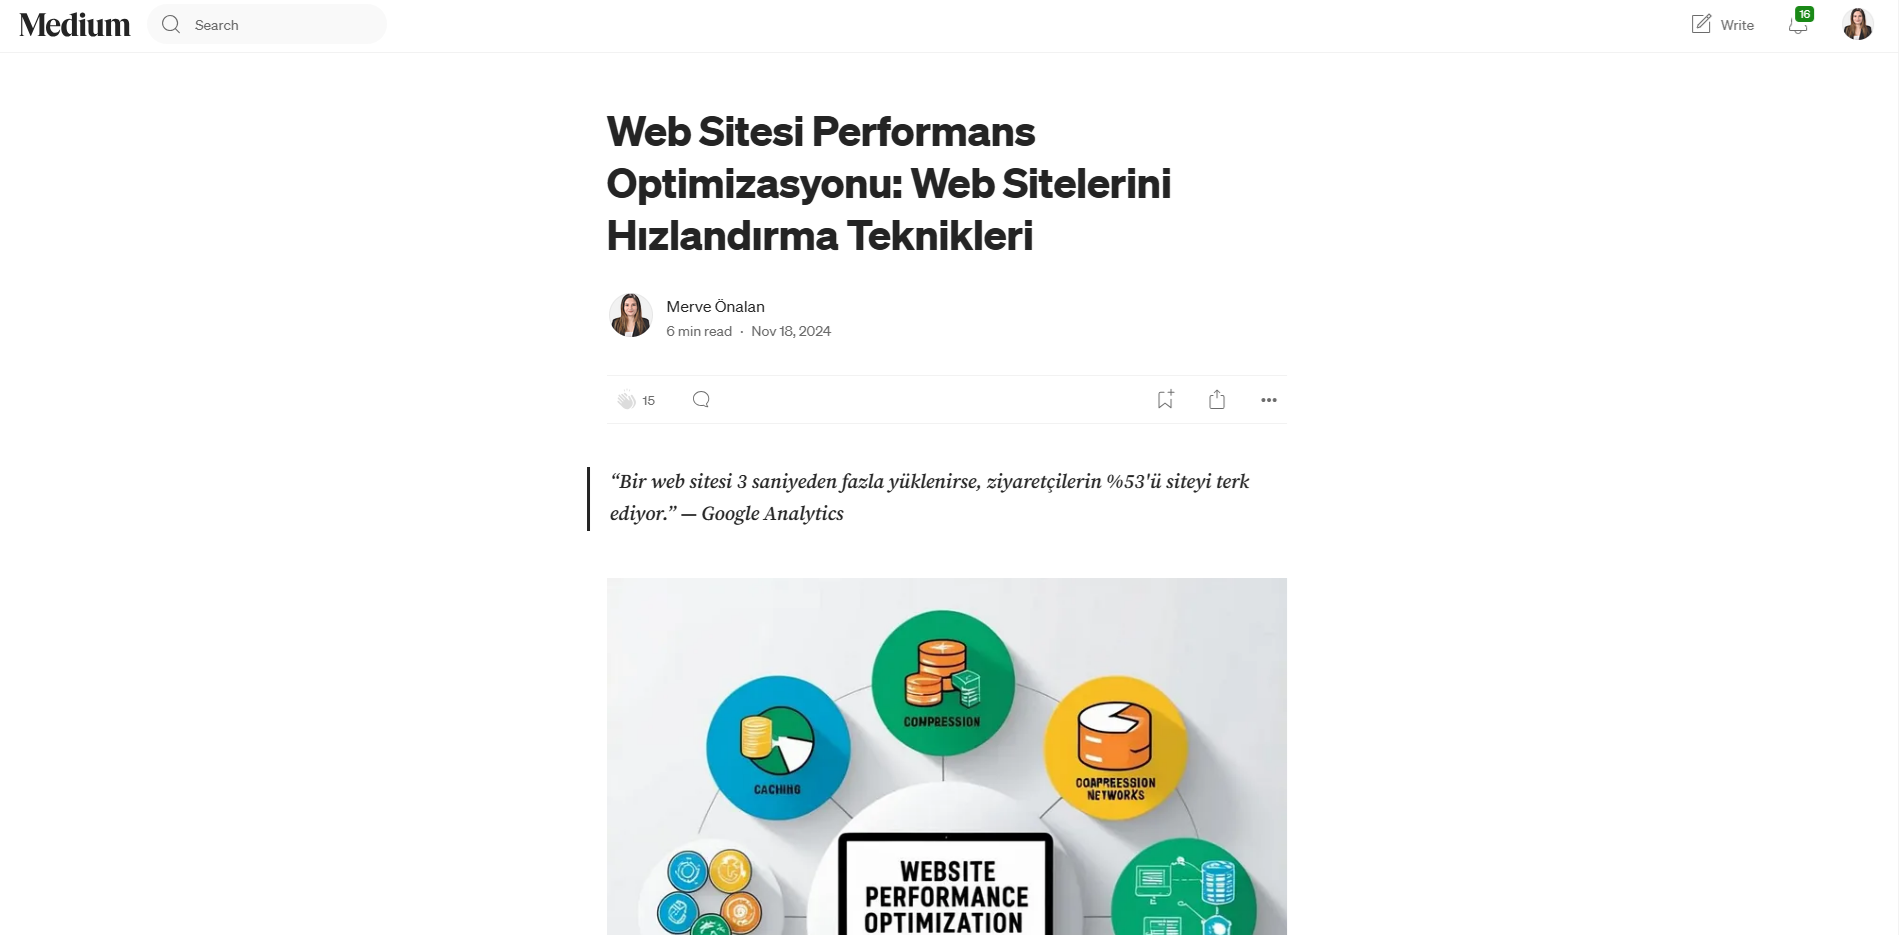 Medium
Search
Write
16
Web Sitesi Performans
Optimizasyonu: Web Sitelerini
Hızlandırma Teknikleri
Merve Önalan
6 min read · Nov 18, 2024
15
“Bir web sitesi 3 saniyeden fazla yüklenirse, ziyaretçilerin %53'ü siteyi terk
ediyor.” — Google Analytics
COMPRESSION
CACHING
NETWORKS
WEBSITE
PERFORMANCE
OPTIMIZATION